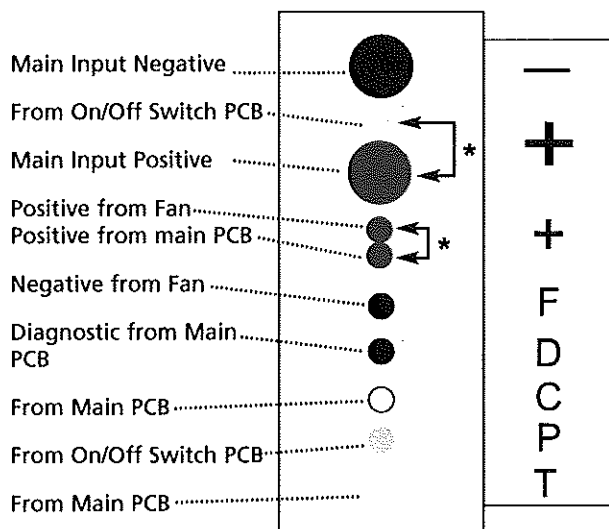 Main Input Negative
From On/Off Switch PCB
Main Input Positive
Positive from Fan
Positive from main PCB
Negative from Fan
Diagnostic from Main
PCB
From Main PCB
From On/Off Switch PCB
From Main PCB
*
*
—
+
+
F
D
C
P
T